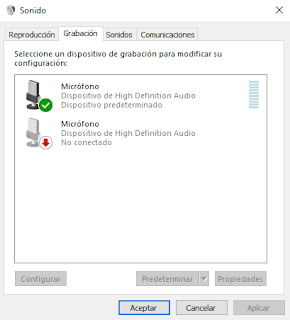 Sonido
Reproducción Grabación Sonidos Comunicaciones
Seleccione un dispositivo de grabación para modificar su
configuración:
Micrófono
Dispositivo de High Definition Audio
Dispositivo predeterminado
Micrófono
Dispositivo de High Definition Audio
No conectado
Configurar Predeterminar Propiedades
Aceptar Cancelar Aplicar